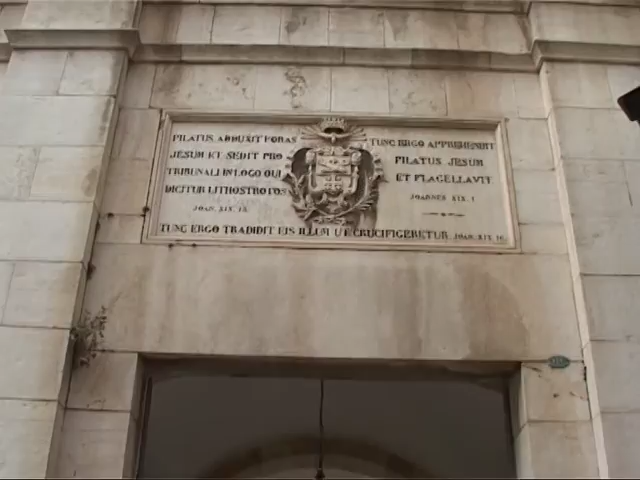 PILATUS ADDUXIT FORAS
JESUM ET SEDIT PRO
TRIBUNALI IN LOGO QUI
DICITUR LITHOSTROTOS
JOAN. XIX. 13.
TUNC ERGO APPREHENDIT
PILATUS JESUM
ET FLAGELLAVIT
JOANNES XIX. 1
TUNC ERGO TRADIDIT EIS ILLUM UT CRUCIFIGERETUR. JOAN. XIX. 16.